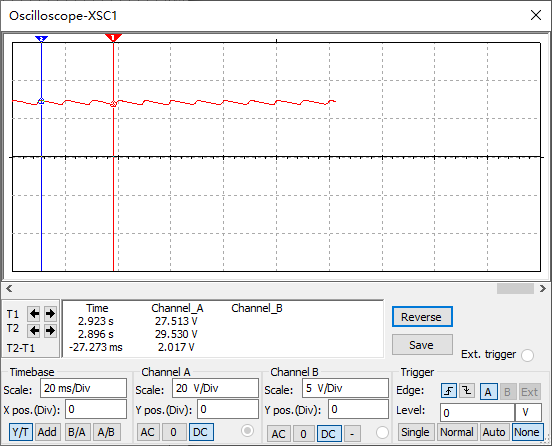 Oscilloscope-XSC1
2
1
T1
T2
T2-T1
Time Channel_A Channel_B
2.923 s 27.513 V
2.896 s 29.530 V
-27.273 ms 2.017 V
Reverse
Save
Ext. trigger
Timebase
Scale: 20 ms/Div
X pos.(Div): 0
Y/T Add B/A A/B
Channel A
Scale: 20 V/Div
Y pos.(Div): 0
AC 0 DC
Channel B
Scale: 5 V/Div
Y pos.(Div): 0
AC 0 DC -
Trigger
Edge: A B Ext
Level: 0 V
Single Normal Auto None